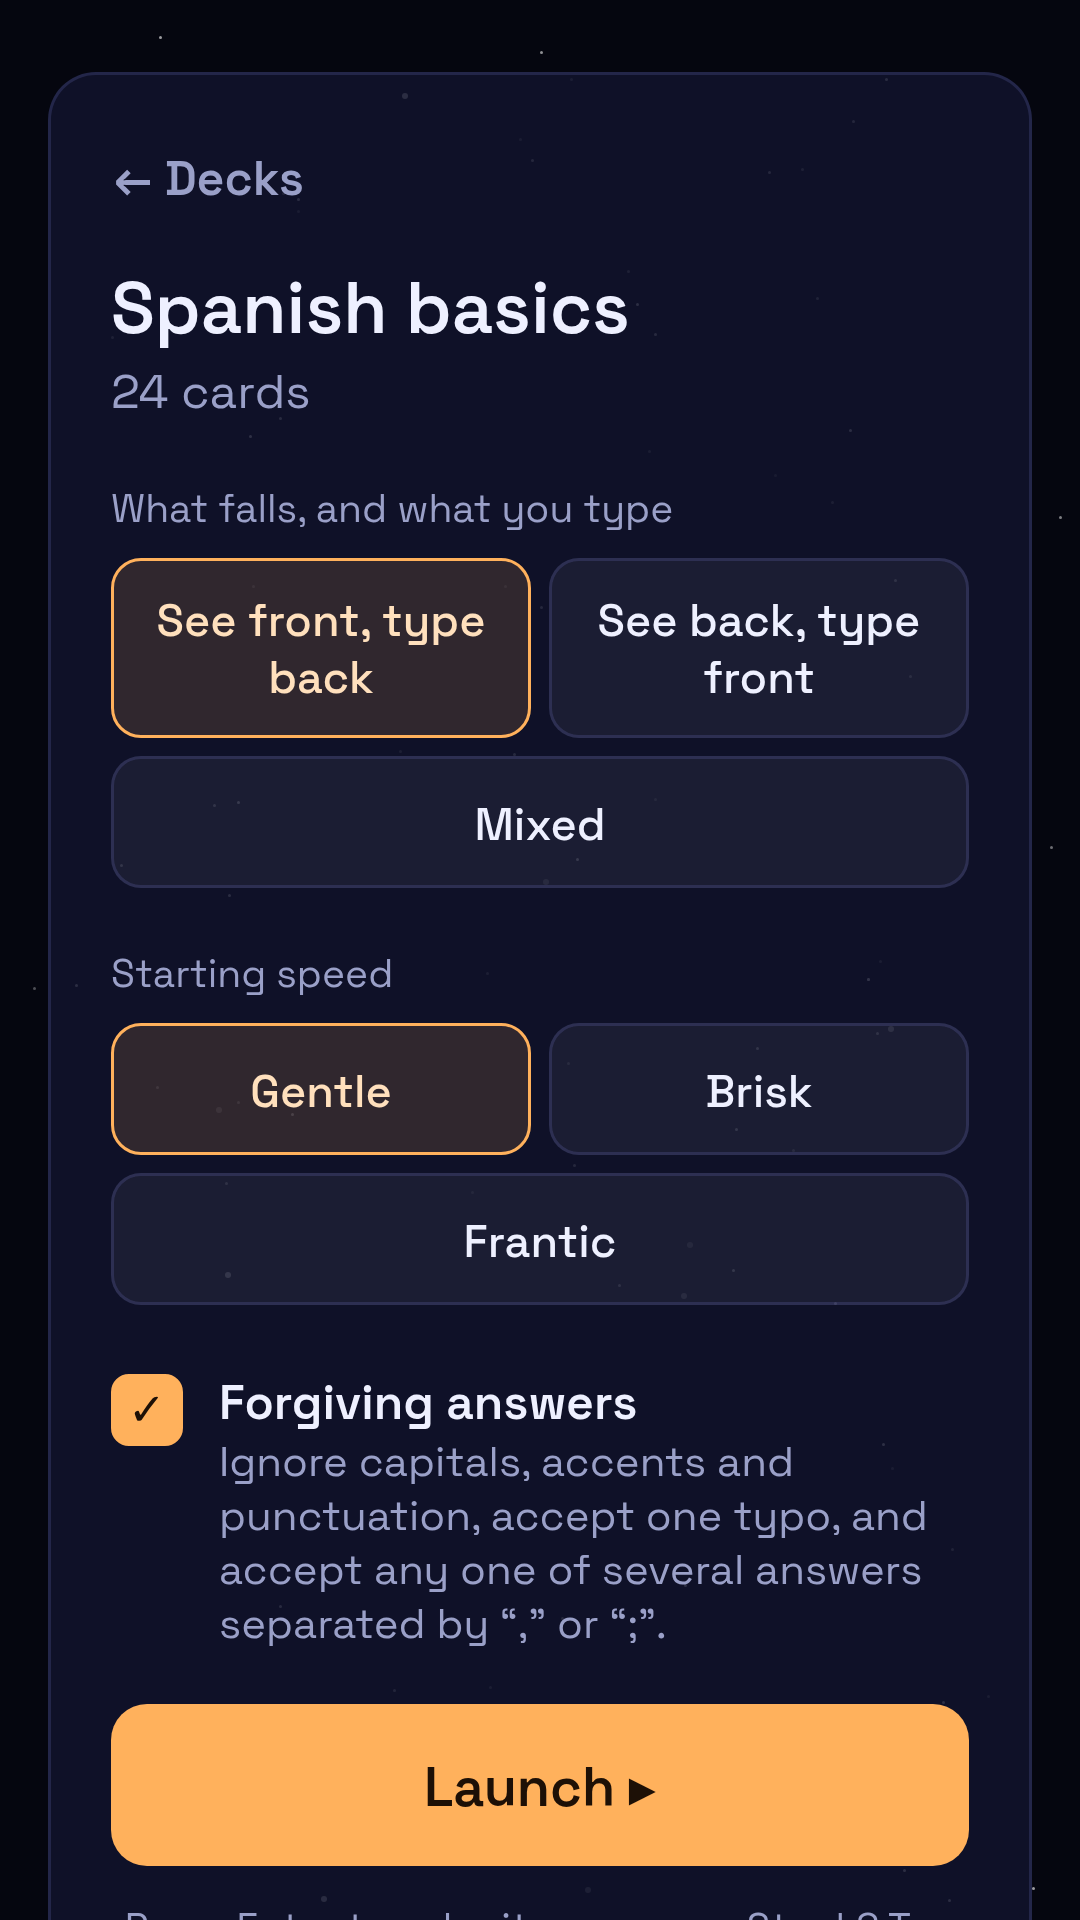 ← Decks
Spanish basics
24 cards
What falls, and what you type
See front, type
back
See back, type
front
Mixed
Starting speed
Gentle
Brisk
Frantic
✓ Forgiving answers
Ignore capitals, accents and
punctuation, accept one typo, and
accept any one of several answers
separated by “,” or “;”.
Launch ▸